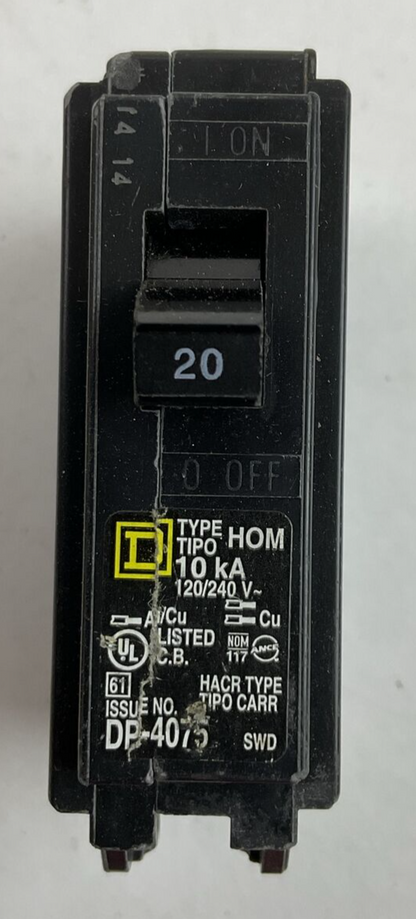 14 14
I ON
20
O OFF
D
TYPE HOM
TIPO
10 kA
120/240 V~
Al/Cu Cu
UL LISTED NOM ANCE
C.B. 117
61 HACR TYPE
ISSUE NO. TIPO CARR
DP-4075 SWD